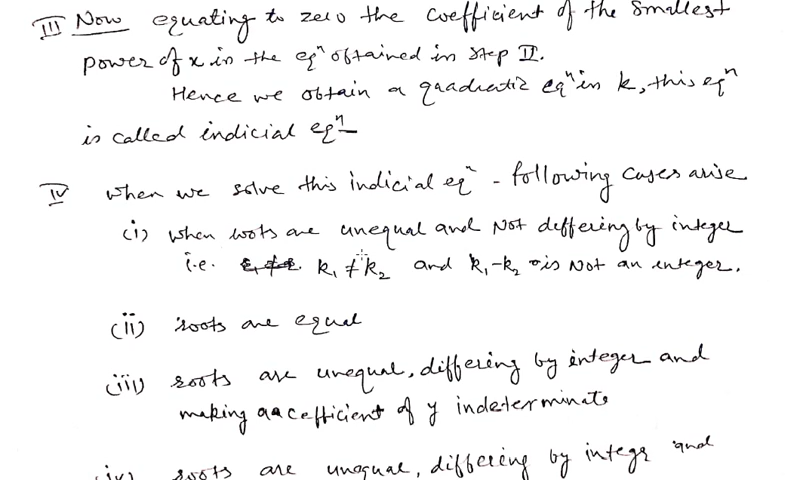 III Now equating to zero the coefficient of the smallest
power of x in the eqⁿ obtained in step II.
Hence we obtain a quadratic eqⁿ in k, this eqⁿ
is called indicial eqⁿ
IV when we solve this indicial eqⁿ - following cases arise
(i) when roots are unequal and Not differing by integer
i.e. k₁ ≠ k₂ and k₁-k₂ is Not an integer.
(ii) roots are equal
(iii) roots are unequal, differing by integer and
making a cefficient of y indeterminate
(iv) roots are unequal, differing by integr and